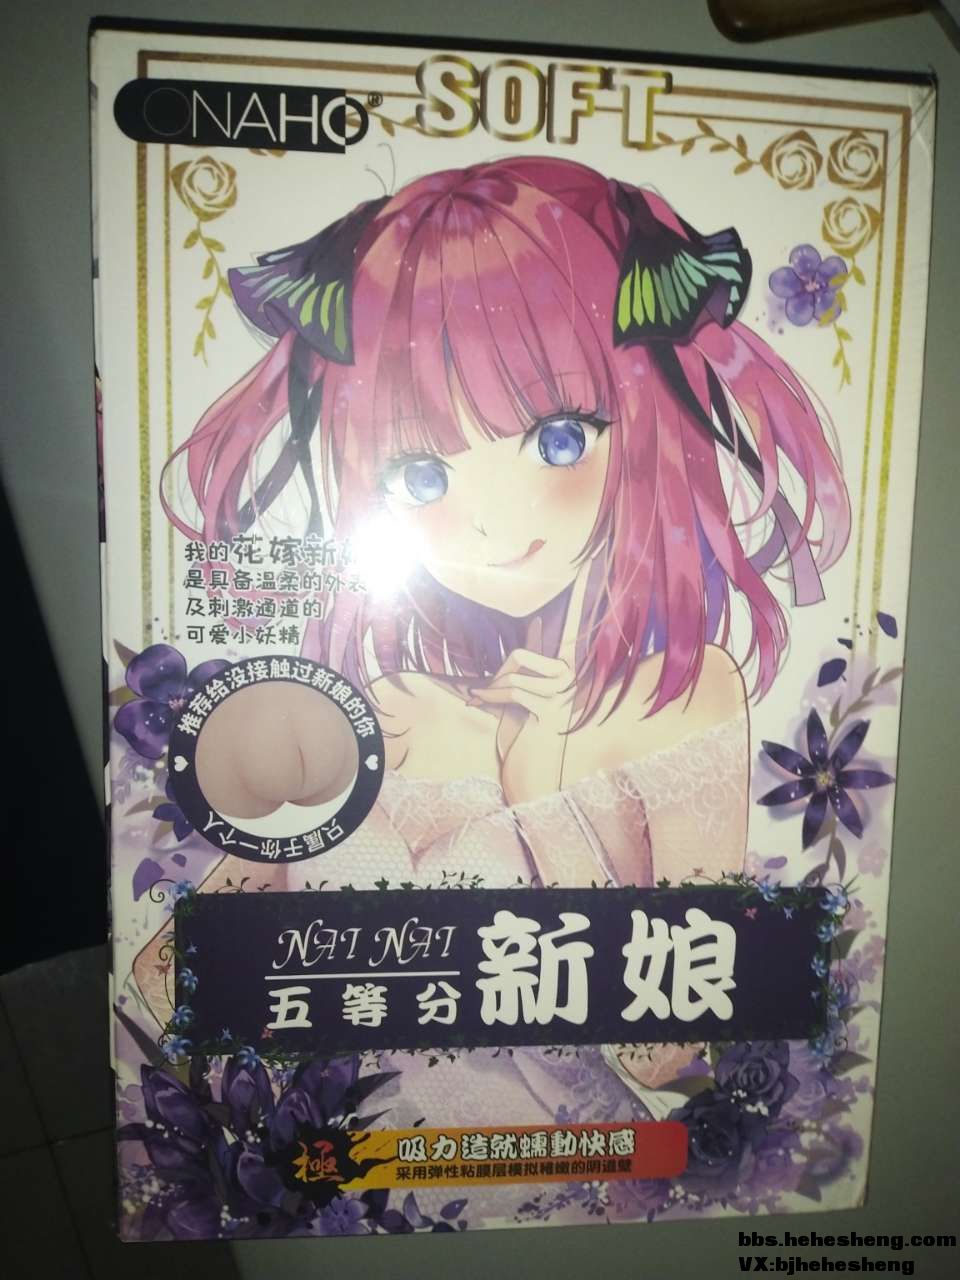 ONAHO®
SOFT
我的花嫁新
是具备温柔的外表
及刺激通道的
可爱小妖精
推荐给没接触过新娘的你
只属于你一个人
NAI NAI
五等分
新娘
極
吸力造就蠕動快感
采用弹性粘膜层模拟稚嫩的阴道壁
bbs.hehesheng.com
VX:bjhehesheng